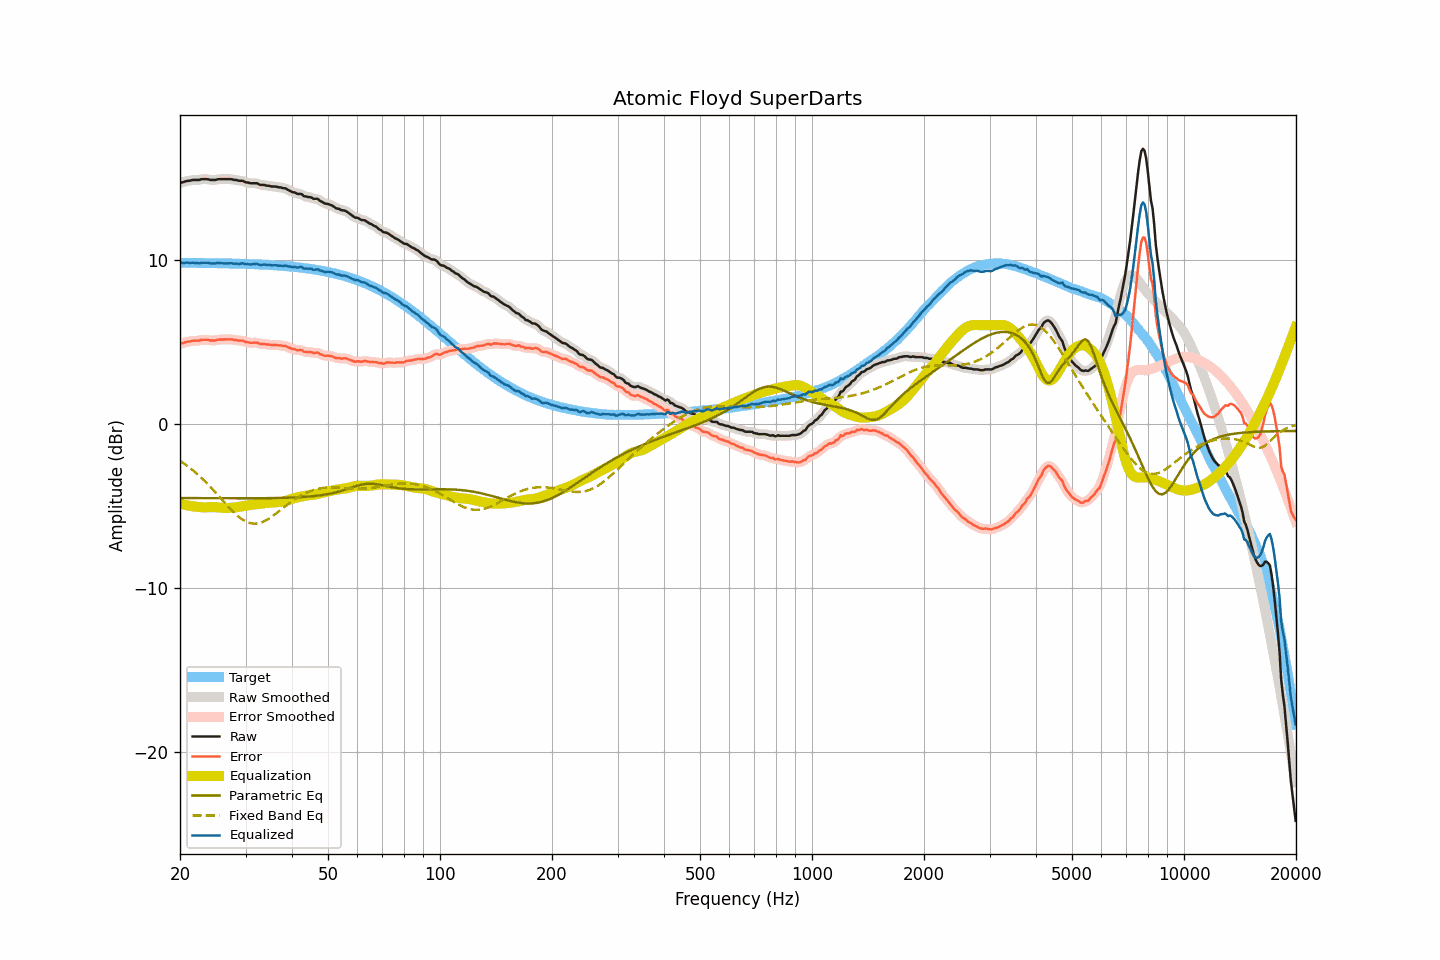 Atomic Floyd SuperDarts
10
0
−10
−20
Amplitude (dBr)
Target
Raw Smoothed
Error Smoothed
Raw
Error
Equalization
Parametric Eq
Fixed Band Eq
Equalized
20 50 100 200 500 1000 2000 5000 10000 20000
Frequency (Hz)